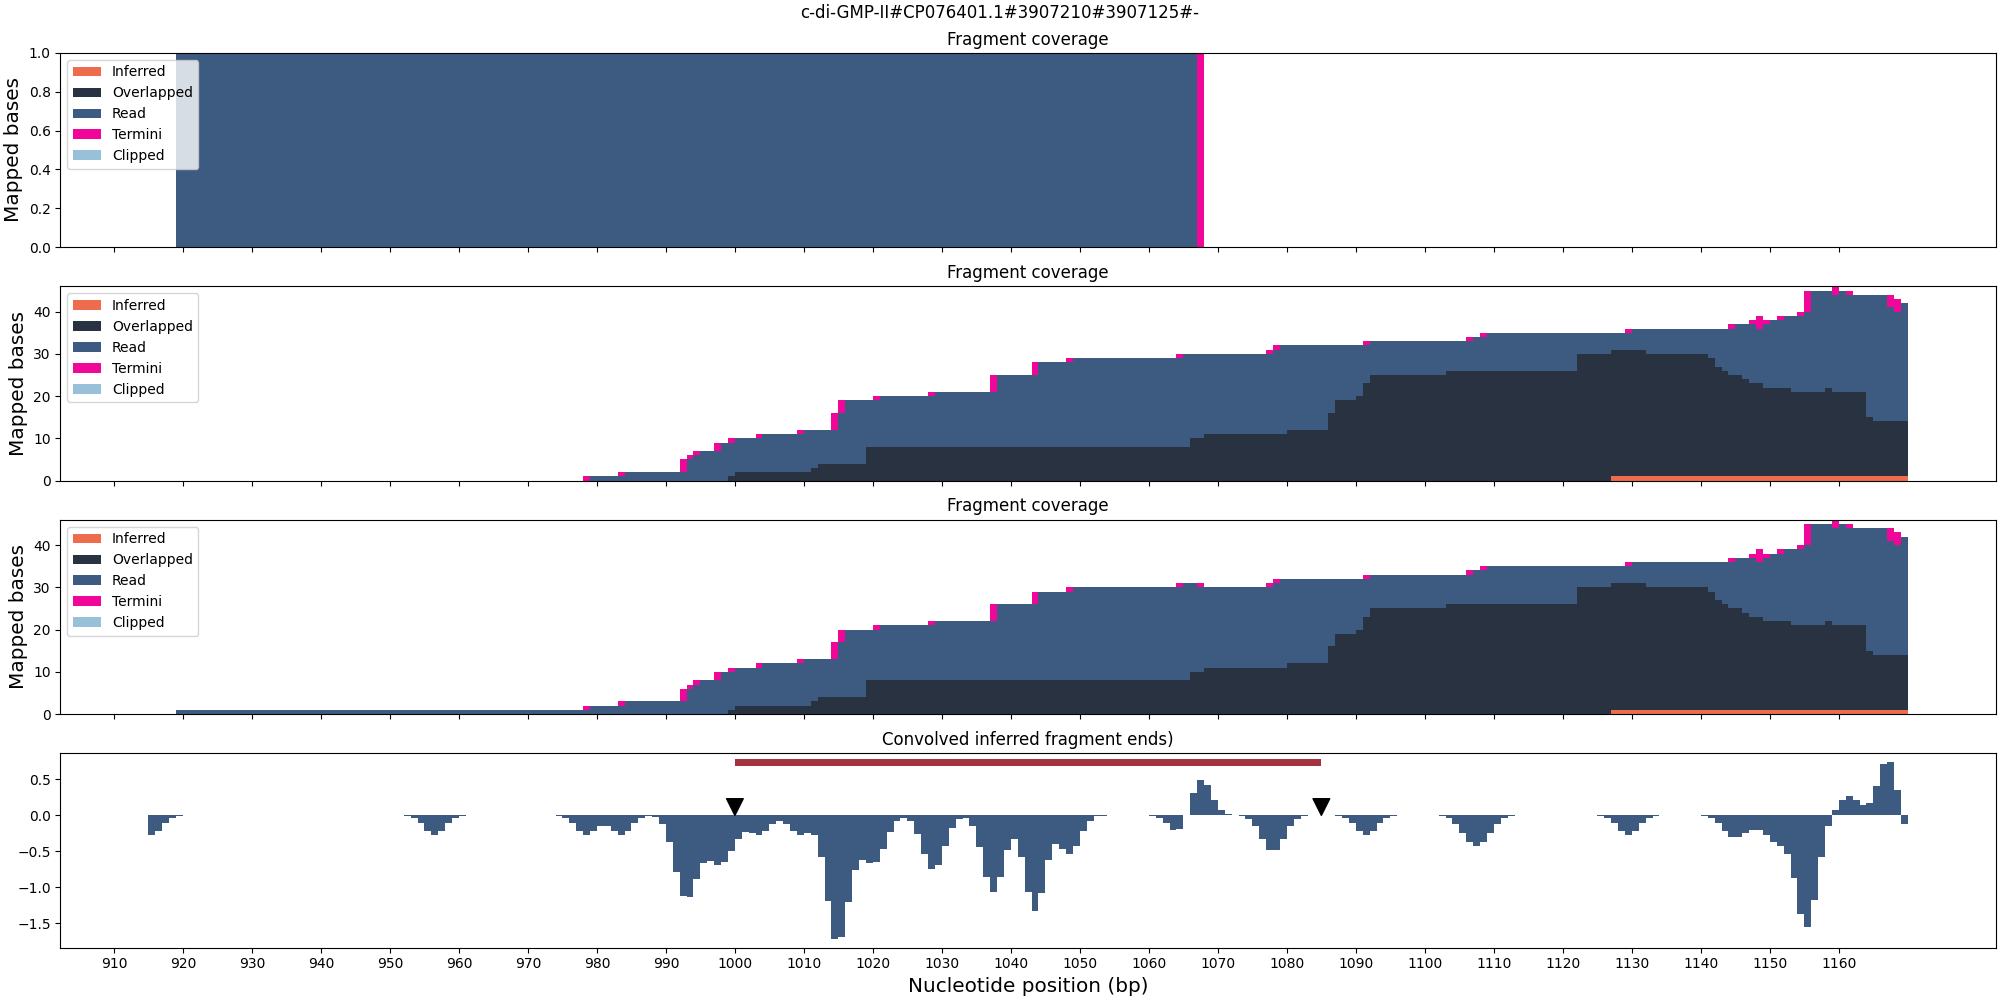 c-di-GMP-II#CP076401.1#3907210#3907125#-
Fragment coverage
Mapped bases
1.0
0.8
0.6
0.4
0.2
0.0
Inferred
Overlapped
Read
Termini
Clipped
Fragment coverage
Mapped bases
40
30
20
10
0
Inferred
Overlapped
Read
Termini
Clipped
Fragment coverage
Mapped bases
40
30
20
10
0
Inferred
Overlapped
Read
Termini
Clipped
Convolved inferred fragment ends)
0.5
0.0
−0.5
−1.0
−1.5
910 920 930 940 950 960 970 980 990 1000 1010 1020 1030 1040 1050 1060 1070 1080 1090 1100 1110 1120 1130 1140 1150 1160
Nucleotide position (bp)